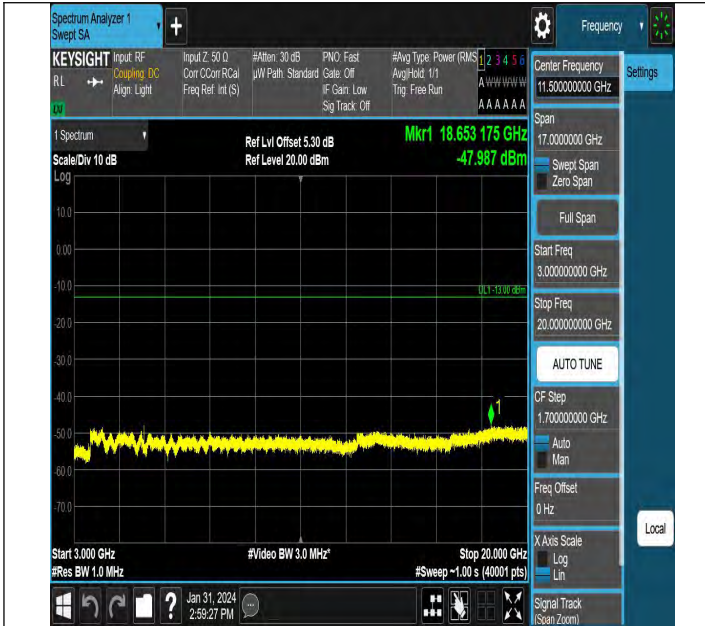 Spectrum Analyzer 1
Swept SA
Frequency
KEYSIGHT
RL
Input: RF
Coupling: DC
Align: Light
Input Z: 50 Ω
Corr CCorr RCal
Freq Ref: Int (S)
#Atten: 30 dB
µW Path: Standard
PNO: Fast
Gate: Off
IF Gain: Low
Sig Track: Off
#Avg Type: Power (RMS
Avg|Hold: 1/1
Trig: Free Run
1 2 3 4 5 6
A W W W W W
A A A A A A
1 Spectrum
Scale/Div 10 dB
Ref Lvl Offset 5.30 dB
Ref Level 20.00 dBm
Mkr1 18.653 175 GHz
-47.987 dBm
Log
10.0
0.00
-10.0
UL1 -13.00 dBm
-20.0
-30.0
-40.0
1
-50.0
-60.0
-70.0
Start 3.000 GHz
#Video BW 3.0 MHz*
Stop 20.000 GHz
#Res BW 1.0 MHz
#Sweep ~1.00 s (40001 pts)
Jan 31, 2024
2:59:27 PM
Center Frequency
11.500000000 GHz
Settings
Span
17.0000000 GHz
Swept Span
Zero Span
Full Span
Start Freq
3.000000000 GHz
Stop Freq
20.000000000 GHz
AUTO TUNE
CF Step
1.700000000 GHz
Auto
Man
Freq Offset
0 Hz
X Axis Scale
Log
Lin
Local
Signal Track
(Span Zoom)